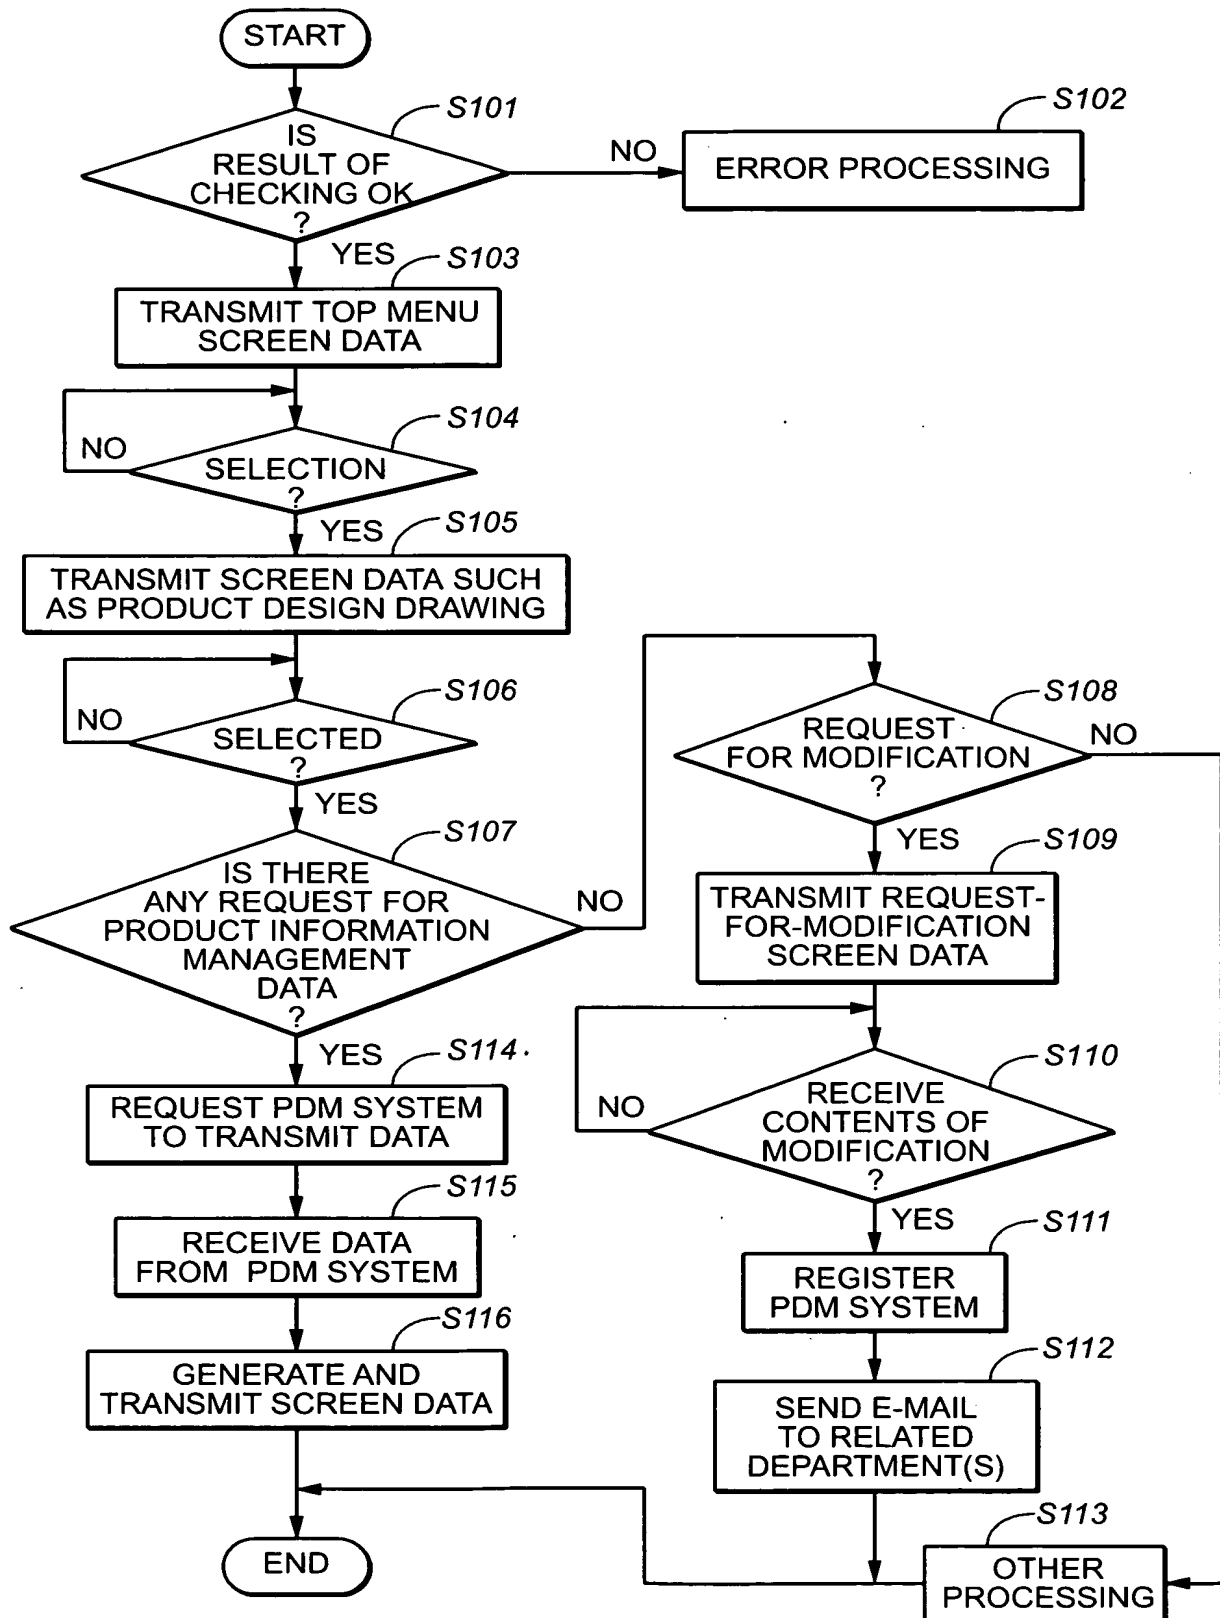 START
S101
IS
RESULT OF
CHECKING OK
?
NO
S102
ERROR PROCESSING
YES
S103
TRANSMIT TOP MENU
SCREEN DATA
S104
NO
SELECTION
?
YES
S105
TRANSMIT SCREEN DATA SUCH
AS PRODUCT DESIGN DRAWING
S106
NO
SELECTED
?
YES
S107
IS THERE
ANY REQUEST FOR
PRODUCT INFORMATION
MANAGEMENT
DATA
?
NO
S108
REQUEST
FOR MODIFICATION
?
NO
YES
S109
TRANSMIT REQUEST-
FOR-MODIFICATION
SCREEN DATA
S110
NO
RECEIVE
CONTENTS OF
MODIFICATION
?
YES
S111
REGISTER
PDM SYSTEM
S112
SEND E-MAIL
TO RELATED
DEPARTMENT(S)
S113
OTHER
PROCESSING
YES
S114
REQUEST PDM SYSTEM
TO TRANSMIT DATA
S115
RECEIVE DATA
FROM PDM SYSTEM
S116
GENERATE AND
TRANSMIT SCREEN DATA
END